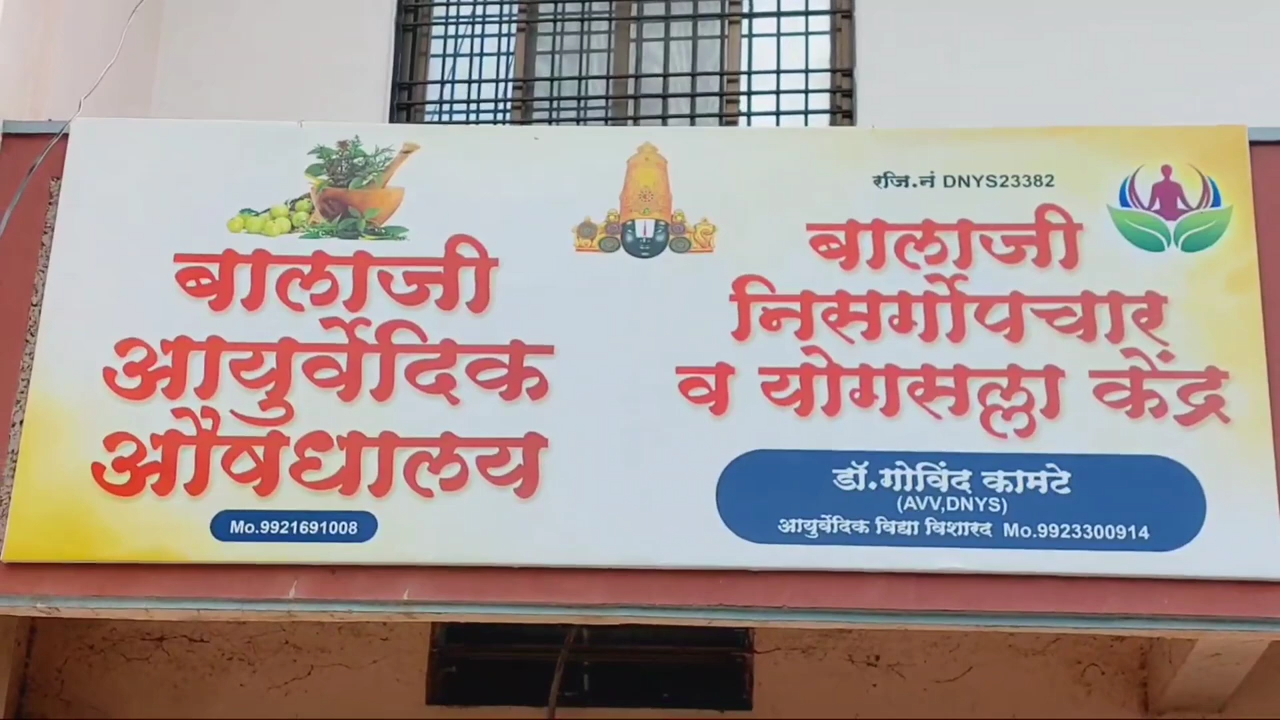 बालाजी
आयुर्वेदिक
औषधालय
Mo.9921691008
रजि.नं DNYS23382
बालाजी
निसर्गोपचार
व योगसल्ला केंद्र
डॉ.गोविंद कामटे
(AVV,DNYS)
आयुर्वेदिक विद्या विशारद Mo.9923300914